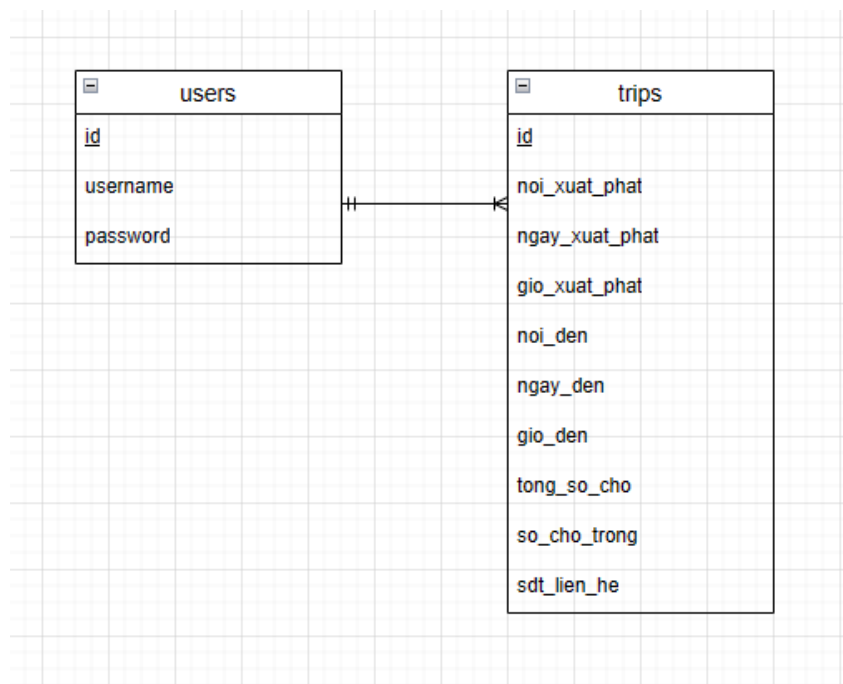 users
id
username
password
trips
id
noi_xuat_phat
ngay_xuat_phat
gio_xuat_phat
noi_den
ngay_den
gio_den
tong_so_cho
so_cho_trong
sdt_lien_he